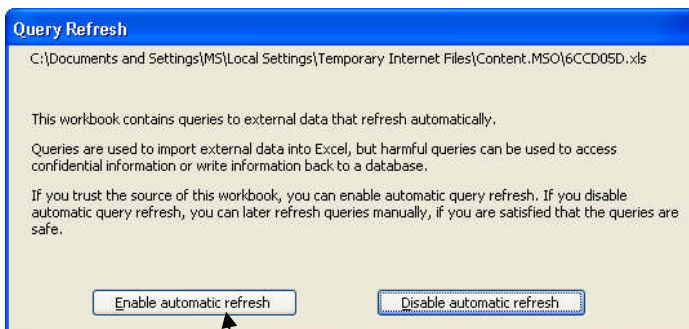 Query Refresh
C:\Documents and Settings\MS\Local Settings\Temporary Internet Files\Content.MSO\6CCD05D.xls
This workbook contains queries to external data that refresh automatically.
Queries are used to import external data into Excel, but harmful queries can be used to access
confidential information or write information back to a database.
If you trust the source of this workbook, you can enable automatic query refresh. If you disable
automatic query refresh, you can later refresh queries manually, if you are satisfied that the queries are
safe.
Enable automatic refresh Disable automatic refresh